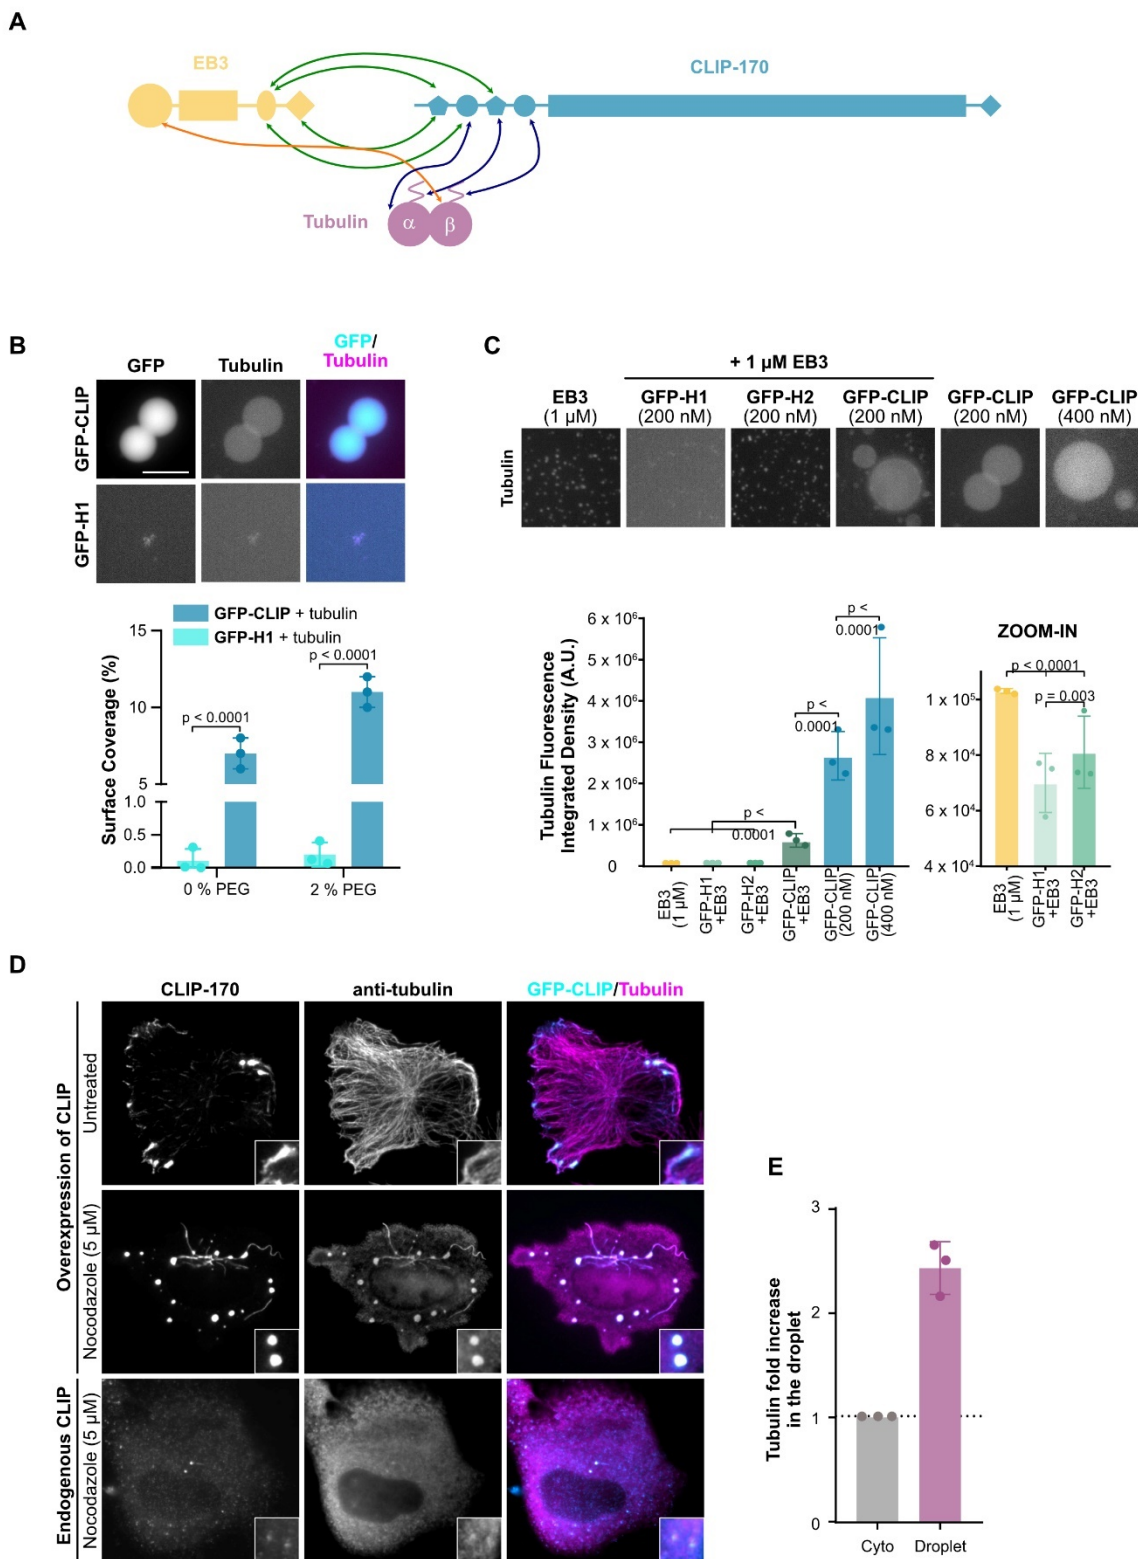 A
EB3
CLIP-170
Tubulin
α
β
B
GFP
Tubulin
GFP/
Tubulin
GFP-CLIP
GFP-H1
GFP-CLIP + tubulin
GFP-H1 + tubulin
Surface Coverage (%)
15
10
5
1.0
0.5
0.0
p < 0.0001
p < 0.0001
0 % PEG
2 % PEG
C
+ 1 µM EB3
EB3
(1 µM)
GFP-H1
(200 nM)
GFP-H2
(200 nM)
GFP-CLIP
(200 nM)
GFP-CLIP
(200 nM)
GFP-CLIP
(400 nM)
Tubulin
Tubulin Fluorescence
Integrated Density (A.U.)
6 x 10⁶
5 x 10⁶
4 x 10⁶
3 x 10⁶
2 x 10⁶
1 x 10⁶
0
p <
0.0001
p <
0.0001
p <
0.0001
EB3
(1 µM)
GFP-H1
+EB3
GFP-H2
+EB3
GFP-CLIP
+EB3
GFP-CLIP
(200 nM)
GFP-CLIP
(400 nM)
ZOOM-IN
p < 0.0001
p = 0.003
1 x 10⁵
8 x 10⁴
6 x 10⁴
4 x 10⁴
EB3
(1 µM)
GFP-H1
+EB3
GFP-H2
+EB3
D
CLIP-170
anti-tubulin
GFP-CLIP/Tubulin
Overexpression of CLIP
Untreated
Nocodazole (5 µM)
Endogenous CLIP
Nocodazole (5 µM)
E
Tubulin fold increase
in the droplet
3
2
1
0
Cyto
Droplet